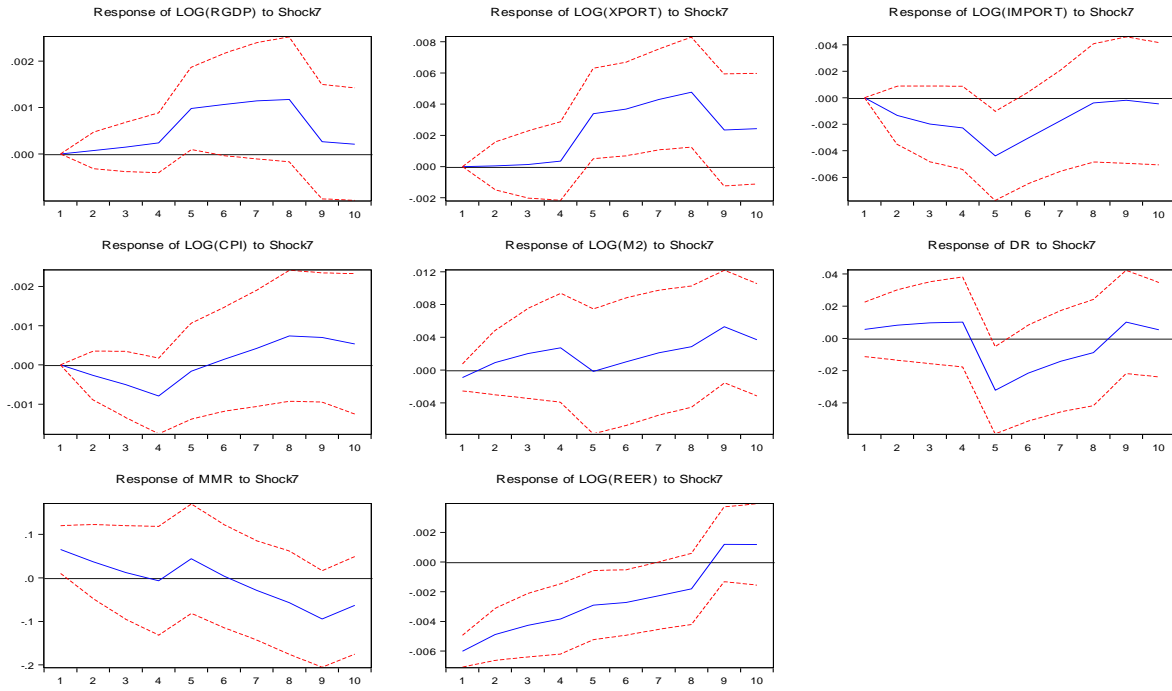 Response of LOG(RGDP) to Shock7
.002
.001
.000
1 2 3 4 5 6 7 8 9 10
Response of LOG(XPORT) to Shock7
.008
.006
.004
.002
.000
-.002
1 2 3 4 5 6 7 8 9 10
Response of LOG(IMPORT) to Shock7
.004
.002
.000
-.002
-.004
-.006
1 2 3 4 5 6 7 8 9 10
Response of LOG(CPI) to Shock7
.002
.001
.000
-.001
1 2 3 4 5 6 7 8 9 10
Response of LOG(M2) to Shock7
.012
.008
.004
.000
-.004
1 2 3 4 5 6 7 8 9 10
Response of DR to Shock7
.04
.02
.00
-.02
-.04
1 2 3 4 5 6 7 8 9 10
Response of MMR to Shock7
.1
.0
-.1
-.2
1 2 3 4 5 6 7 8 9 10
Response of LOG(REER) to Shock7
.002
.000
-.002
-.004
-.006
1 2 3 4 5 6 7 8 9 10